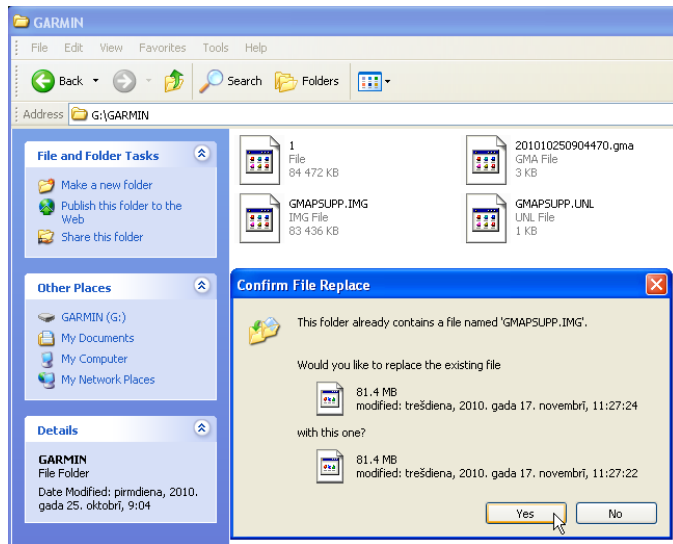 GARMIN
File Edit View Favorites Tools Help
Back Search Folders
Address G:\GARMIN
File and Folder Tasks
Make a new folder
Publish this folder to the
Web
Share this folder
Other Places
GARMIN (G:)
My Documents
My Computer
My Network Places
Details
GARMIN
File Folder
Date Modified: pirmdiena, 2010.
gada 25. oktobrī, 9:04
1
File
84 472 KB
201010250904470.gma
GMA File
3 KB
GMAPSUPP.IMG
IMG File
83 436 KB
GMAPSUPP.UNL
UNL File
1 KB
Confirm File Replace
This folder already contains a file named 'GMAPSUPP.IMG'.
Would you like to replace the existing file
81.4 MB
modified: trešdiena, 2010. gada 17. novembrī, 11:27:24
with this one?
81.4 MB
modified: trešdiena, 2010. gada 17. novembrī, 11:27:22
Yes No